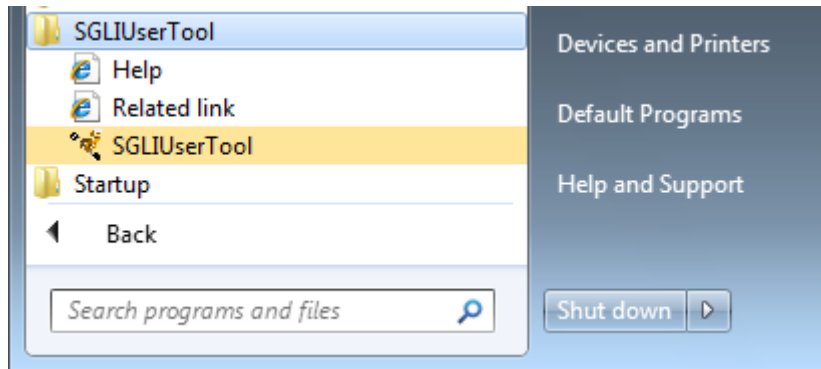 SGLIUserTool
Help
Related link
SGLIUserTool
Startup
Back
Search programs and files
Devices and Printers
Default Programs
Help and Support
Shut down